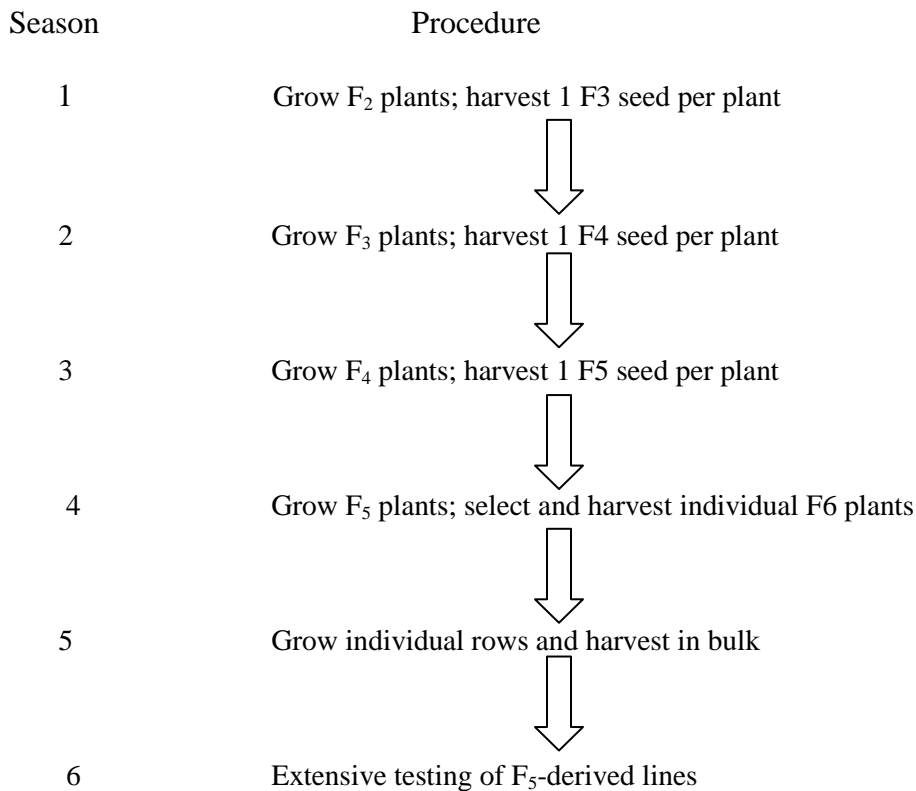 Season Procedure
1 Grow F₂ plants; harvest 1 F3 seed per plant
2 Grow F₃ plants; harvest 1 F4 seed per plant
3 Grow F₄ plants; harvest 1 F5 seed per plant
4 Grow F₅ plants; select and harvest individual F6 plants
5 Grow individual rows and harvest in bulk
6 Extensive testing of F₅-derived lines